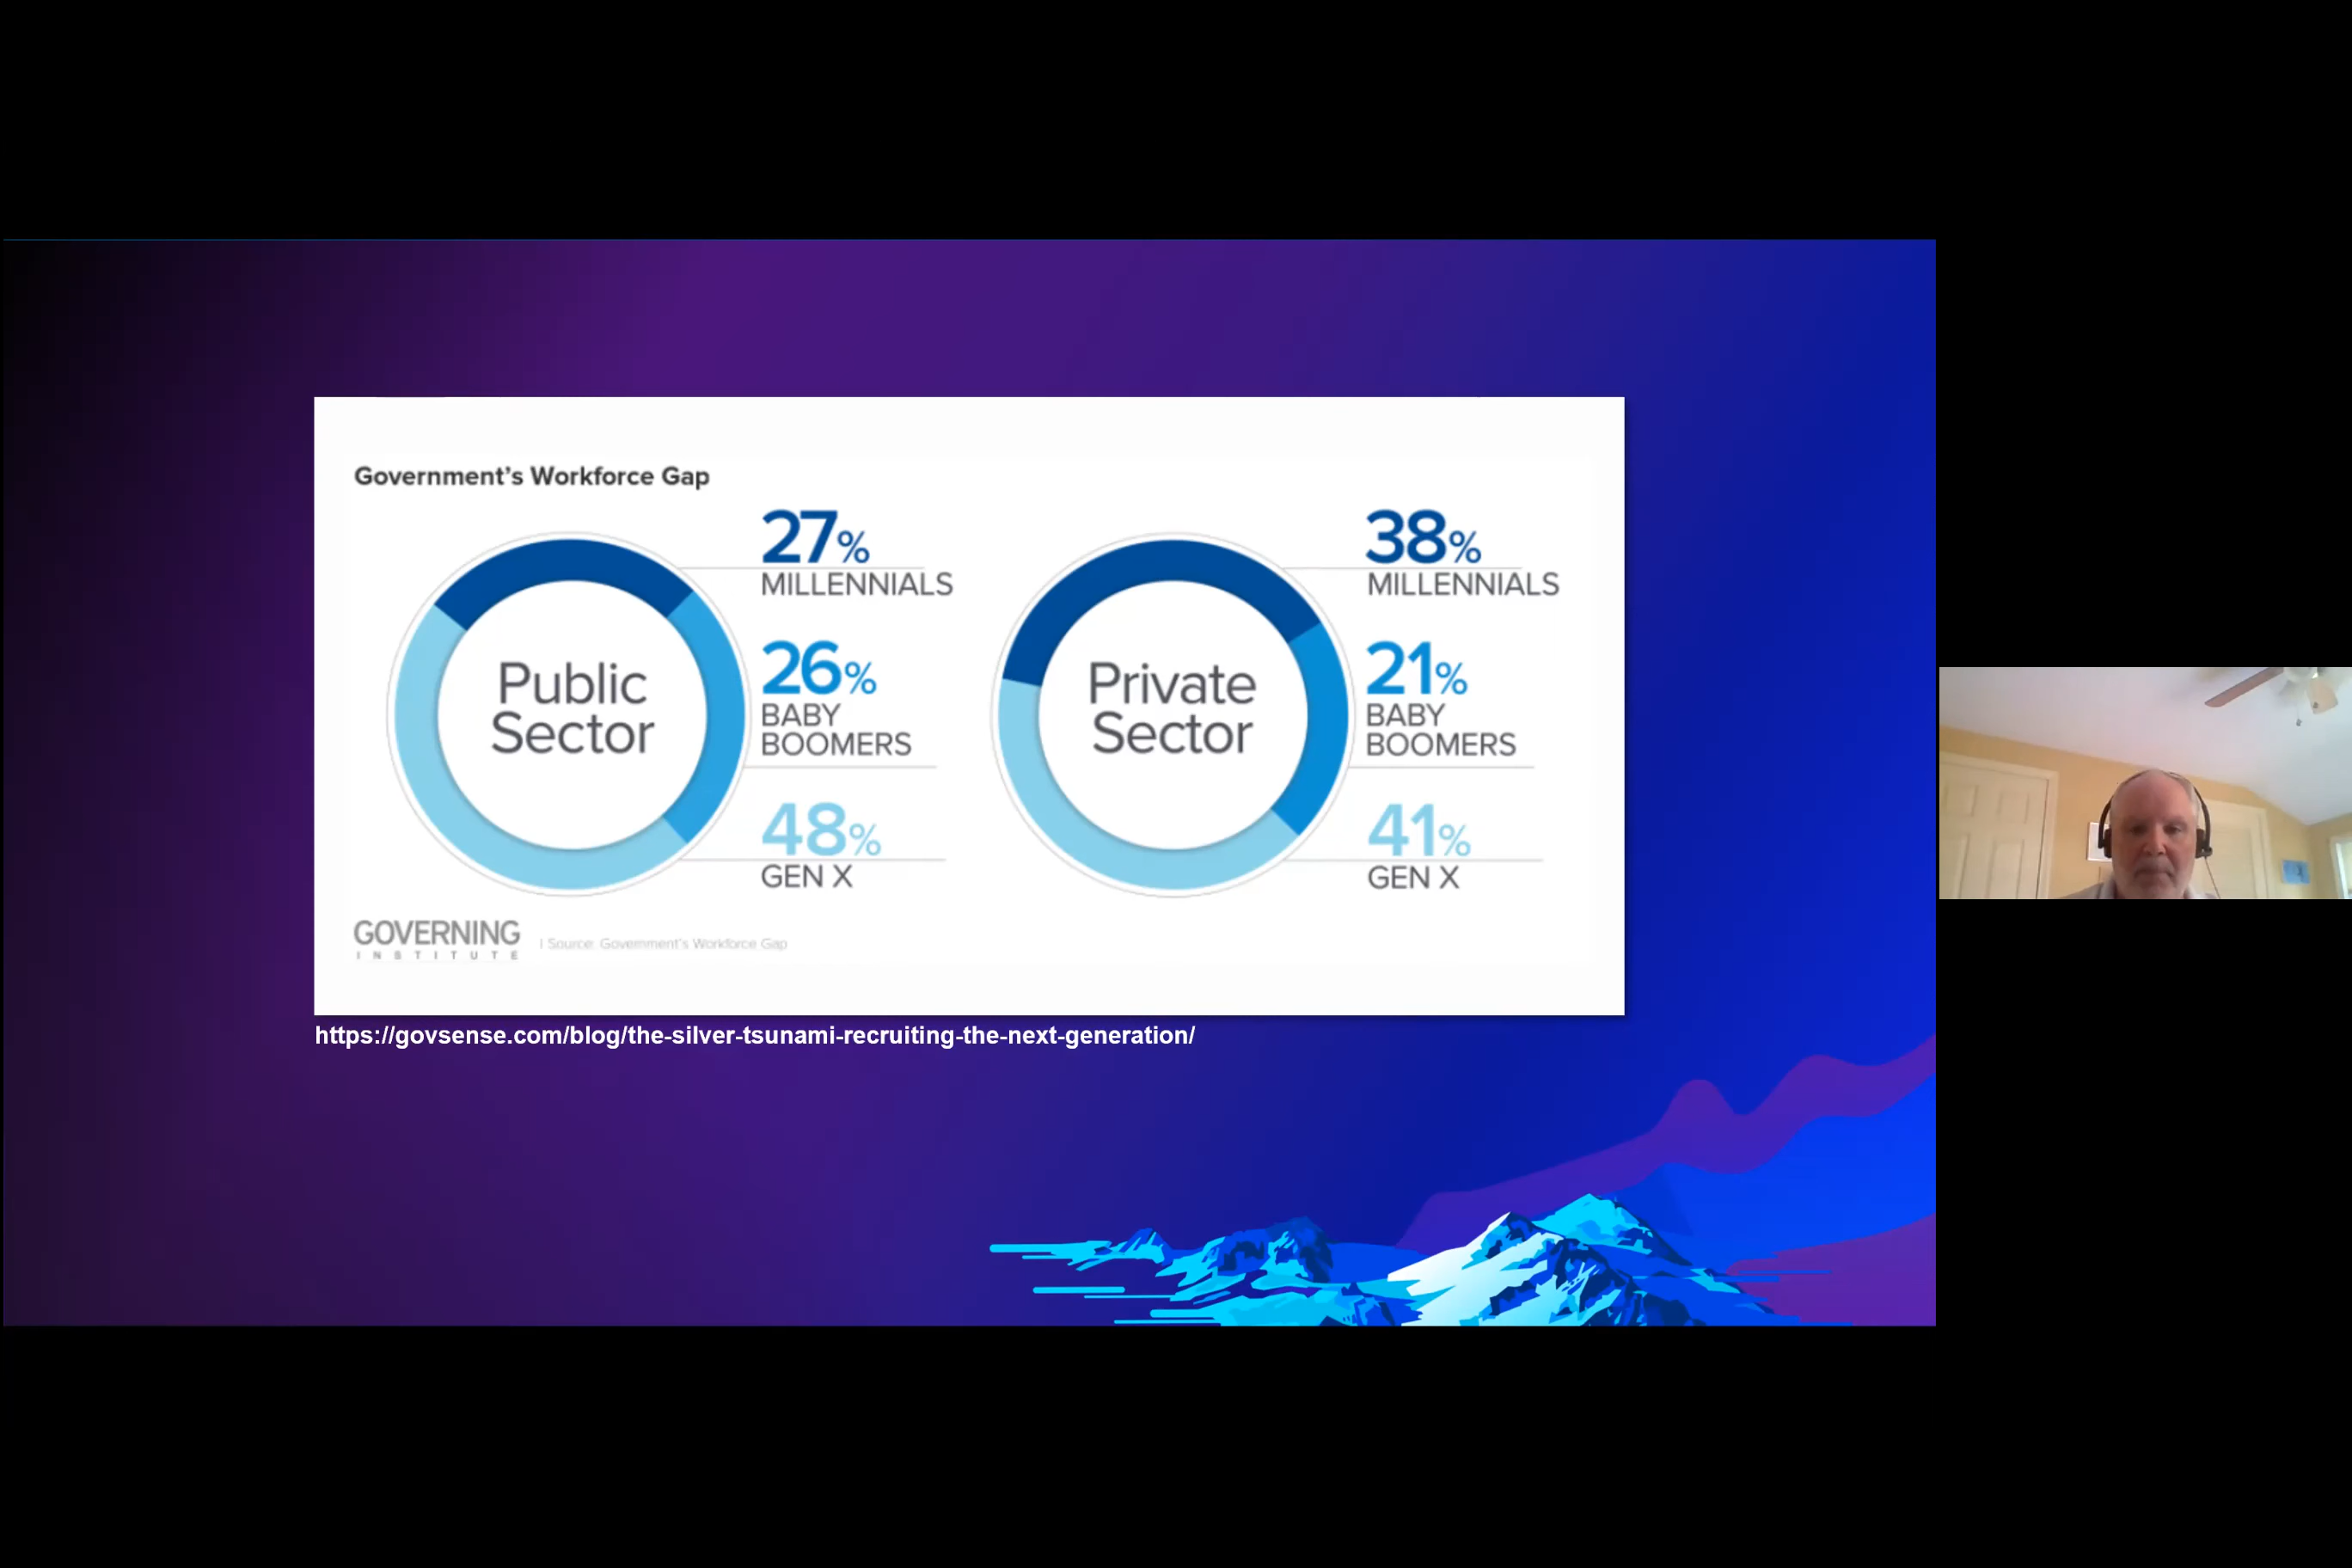 Government's Workforce Gap
Public
Sector
27%
MILLENNIALS
26%
BABY
BOOMERS
48%
GEN X
Private
Sector
38%
MILLENNIALS
21%
BABY
BOOMERS
41%
GEN X
GOVERNING
INSTITUTE
| Source: Government's Workforce Gap
https://govsense.com/blog/the-silver-tsunami-recruiting-the-next-generation/